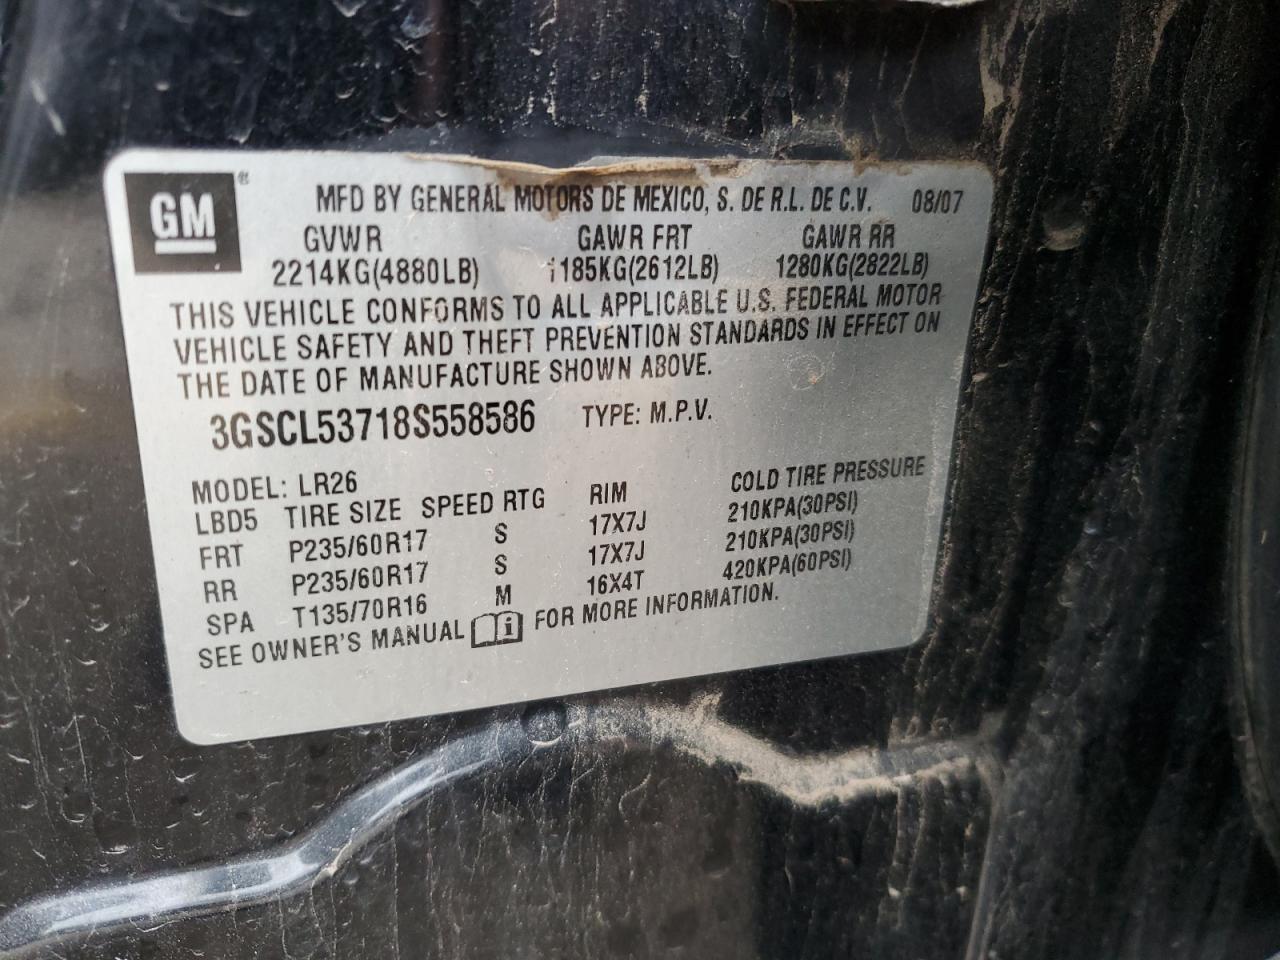 GM® MFD BY GENERAL MOTORS DE MEXICO, S. DE R.L. DE C.V. 08/07
GVWR GAWR FRT GAWR RR
2214KG(4880LB) 1185KG(2612LB) 1280KG(2822LB)
THIS VEHICLE CONFORMS TO ALL APPLICABLE U.S. FEDERAL MOTOR
VEHICLE SAFETY AND THEFT PREVENTION STANDARDS IN EFFECT ON
THE DATE OF MANUFACTURE SHOWN ABOVE.
3GSCL53718S558586 TYPE: M.P.V.
MODEL: LR26 COLD TIRE PRESSURE
LBD5 TIRE SIZE SPEED RTG RIM
FRT P235/60R17 S 17X7J 210KPA(30PSI)
RR P235/60R17 S 17X7J 210KPA(30PSI)
SPA T135/70R16 M 16X4T 420KPA(60PSI)
SEE OWNER'S MANUAL i FOR MORE INFORMATION.